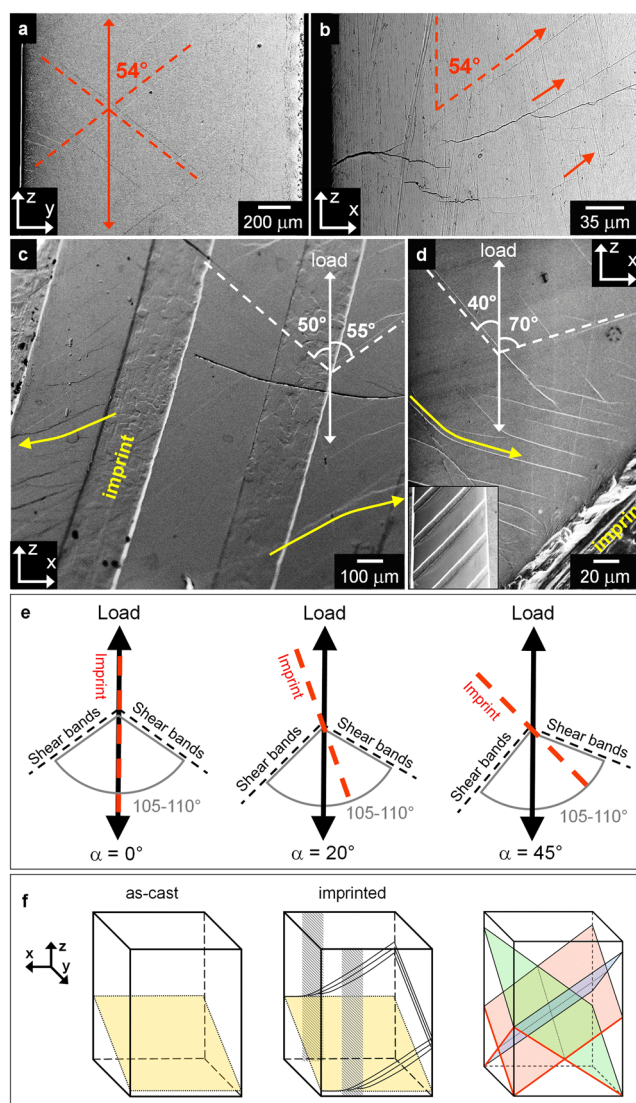 a
54°
z
y
200 μm
b
54°
z
x
35 μm
c
load
50°
55°
imprint
z
x
100 μm
d
load
z
x
40°
70°
imprint
20 μm
e
Load
Load
Load
Imprint
Imprint
Imprint
Shear bands
Shear bands
Shear bands
Shear bands
Shear bands
Shear bands
105-110°
105-110°
105-110°
α = 0°
α = 20°
α = 45°
f
as-cast
imprinted
x
z
y